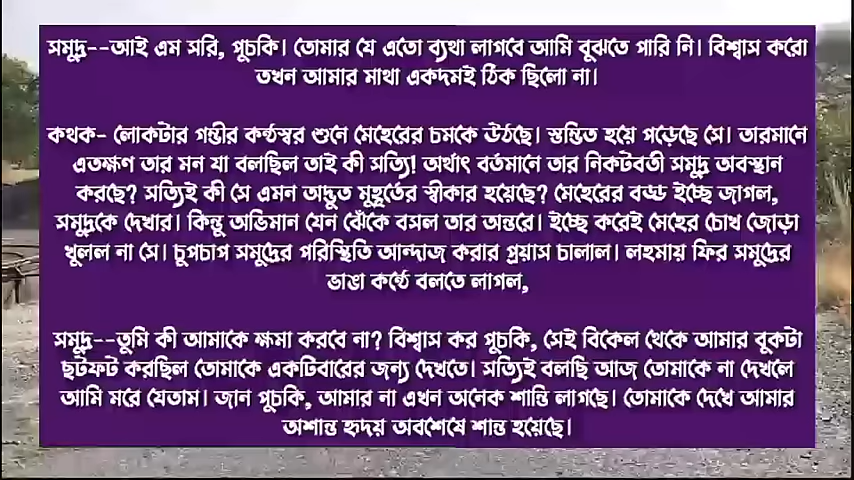 সমুদ্র--আই এম সরি, পুচকি। তোমার যে এতো ব্যথা লাগবে আমি বুঝতে পারি নি। বিশ্বাস করো
তখন আমার মাথা একদমই ঠিক ছিলো না।
কথক- লোকটার গম্ভীর কন্ঠস্বর শুনে মেহেরের চমকে উঠছে। স্তম্ভিত হয়ে পড়েছে সে। তারমানে
এতক্ষণ তার মন যা বলছিল তাই কী সত্যি! অর্থাৎ বর্তমানে তার নিকটবর্তী সমুদ্র অবস্থান
করছে? সত্যিই কী সে এমন অদ্ভুত মুহূর্তের স্বীকার হয়েছে? মেহেরের বড্ড ইচ্ছে জাগল,
সমুদ্রকে দেখার। কিন্তু অভিমান যেন ঝেঁকে বসল তার অন্তরে। ইচ্ছে করেই মেহের চোখ জোড়া
খুলল না সে। চুপচাপ সমুদ্রের পরিস্থিতি আন্দাজ করার প্রয়াস চালাল। লহমায় ফির সমুদ্রের
ভাঙা কন্ঠে বলতে লাগল,
সমুদ্র--তুমি কী আমাকে ক্ষমা করবে না? বিশ্বাস কর পুচকি, সেই বিকেল থেকে আমার বুকটা
ছটফট করছিল তোমাকে একটিবারের জন্য দেখতে। সত্যিই বলছি আজ তোমাকে না দেখলে
আমি মরে যেতাম। জান পুচকি, আমার না এখন অনেক শান্তি লাগছে। তোমাকে দেখে আমার
অশান্ত হৃদয় অবশেষে শান্ত হয়েছে।